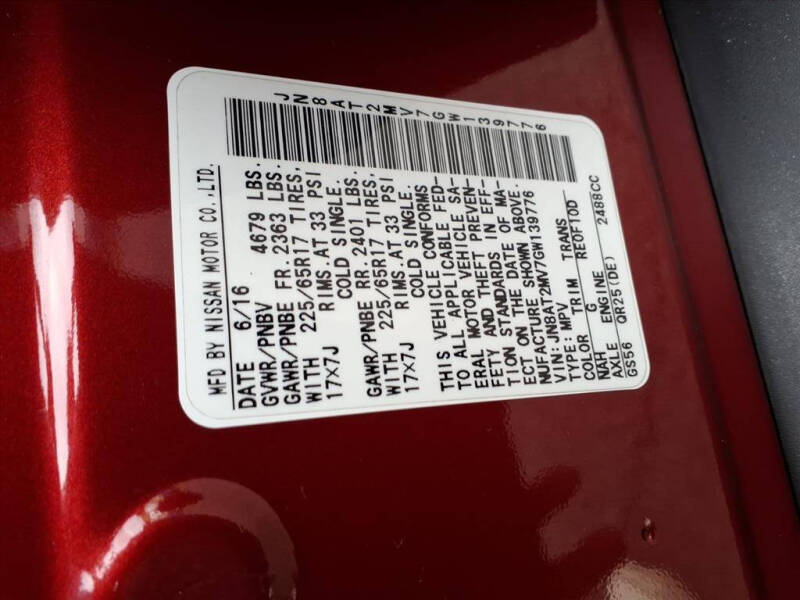 JN8AT2MV7GW139776
MFD BY NISSAN MOTOR CO.,LTD.
DATE 6/16
GVWR/PNBV 4679 LBS.
GAWR/PNBE FR. 2363 LBS.
WITH 225/65R17 TIRES,
17X7J RIMS. AT 33 PSI
COLD SINGLE.
GAWR/PNBE RR. 2401 LBS.
WITH 225/65R17 TIRES,
17X7J RIMS. AT 33 PSI
COLD SINGLE.
THIS VEHICLE CONFORMS
TO ALL APPLICABLE FED-
ERAL MOTOR VEHICLE SA-
FETY AND THEFT PREVEN-
TION STANDARDS IN EFF-
ECT ON THE DATE OF MA-
NUFACTURE SHOWN ABOVE.
VIN: JN8AT2MV7GW139776
TYPE: MPV
COLOR TRIM TRANS
NAH G RE0F10D
AXLE ENGINE 2488CC
GS56 QR25(DE)